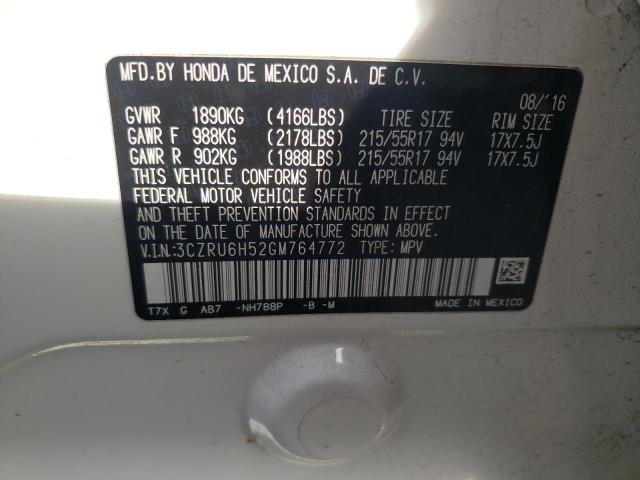 MFD.BY HONDA DE MEXICO S.A. DE C.V.
08/'16
GVWR 1890KG (4166LBS) TIRE SIZE RIM SIZE
GAWR F 988KG (2178LBS) 215/55R17 94V 17X7.5J
GAWR R 902KG (1988LBS) 215/55R17 94V 17X7.5J
THIS VEHICLE CONFORMS TO ALL APPLICABLE
FEDERAL MOTOR VEHICLE SAFETY
AND THEFT PREVENTION STANDARDS IN EFFECT
ON THE DATE OF MANUFACTURE SHOWN ABOVE.
V.I.N.:3CZRU6H52GM764772 TYPE: MPV
T7X G AB7 -NH788P -B -M MADE IN MEXICO